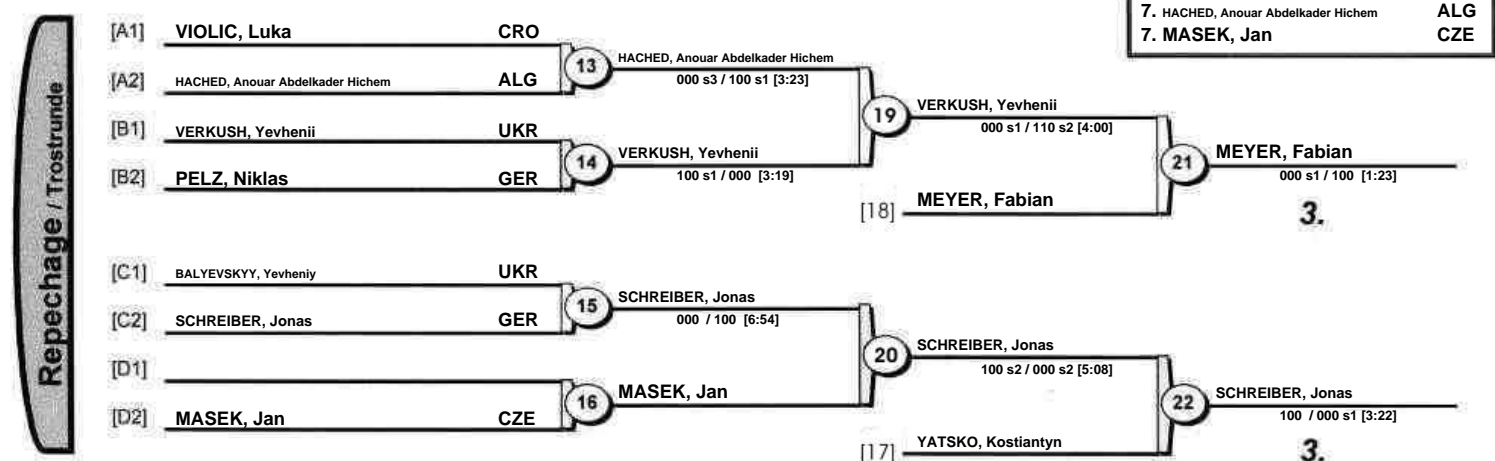 7. HACHED, Anouar Abdelkader Hichem ALG
7. MASEK, Jan CZE
Repechage / Trostrunde
[A1] VIOLIC, Luka CRO
[A2] HACHED, Anouar Abdelkader Hichem ALG
13 HACHED, Anouar Abdelkader Hichem
000 s3 / 100 s1 [3:23]
[B1] VERKUSH, Yevhenii UKR
[B2] PELZ, Niklas GER
14 VERKUSH, Yevhenii
100 s1 / 000 [3:19]
19 VERKUSH, Yevhenii
000 s1 / 110 s2 [4:00]
[18] MEYER, Fabian
21 MEYER, Fabian
000 s1 / 100 [1:23]
3.
[C1] BALYEVSKYY, Yevheniy UKR
[C2] SCHREIBER, Jonas GER
15 SCHREIBER, Jonas
000 / 100 [6:54]
[D1]
[D2] MASEK, Jan CZE
16 MASEK, Jan
20 SCHREIBER, Jonas
100 s2 / 000 s2 [5:08]
[17] YATSKO, Kostiantyn
22 SCHREIBER, Jonas
100 / 000 s1 [3:22]
3.